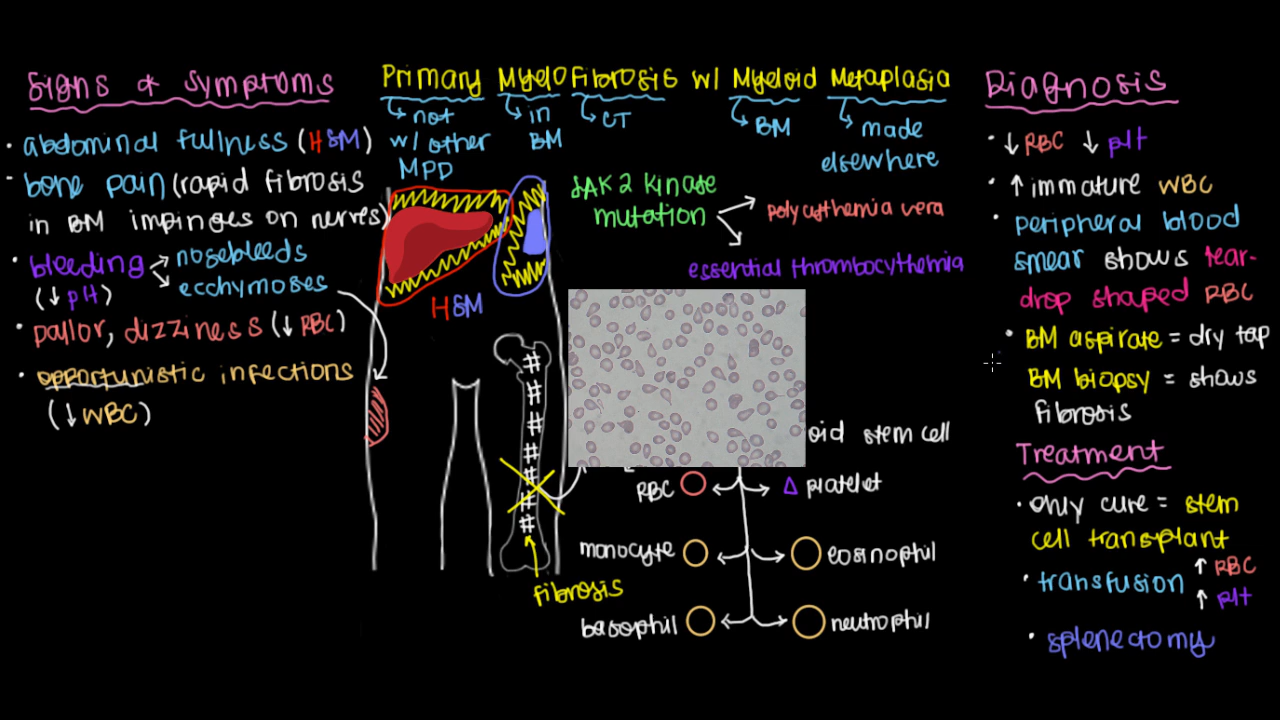 Signs & Symptoms
• abdominal fullness (HSM)
• bone pain (rapid fibrosis
in BM impinges on nerves)
• bleeding → nosebleeds
(↓ plt) → ecchymoses
• pallor, dizziness (↓ RBC)
• opportunistic infections
(↓ WBC)
Primary MyeloFibrosis w/ Myeloid Metaplasia
not
w/ other
MPD
in
BM
CT
BM
made
elsewhere
JAK 2 kinase
mutation
polycythemia vera
essential thrombocythemia
HSM
#
#
#
#
#
#
#
fibrosis
oid stem cell
RBC
Δ platelet
monocyte
eosinophil
basophil
neutrophil
Diagnosis
• ↓ RBC ↓ plt
• ↑ immature WBC
• peripheral blood
smear shows tear-
drop shaped RBC
• BM aspirate = dry tap
BM biopsy = shows
fibrosis
Treatment
• only cure = stem
cell transplant
• transfusion ↑ RBC
↑ plt
• splenectomy